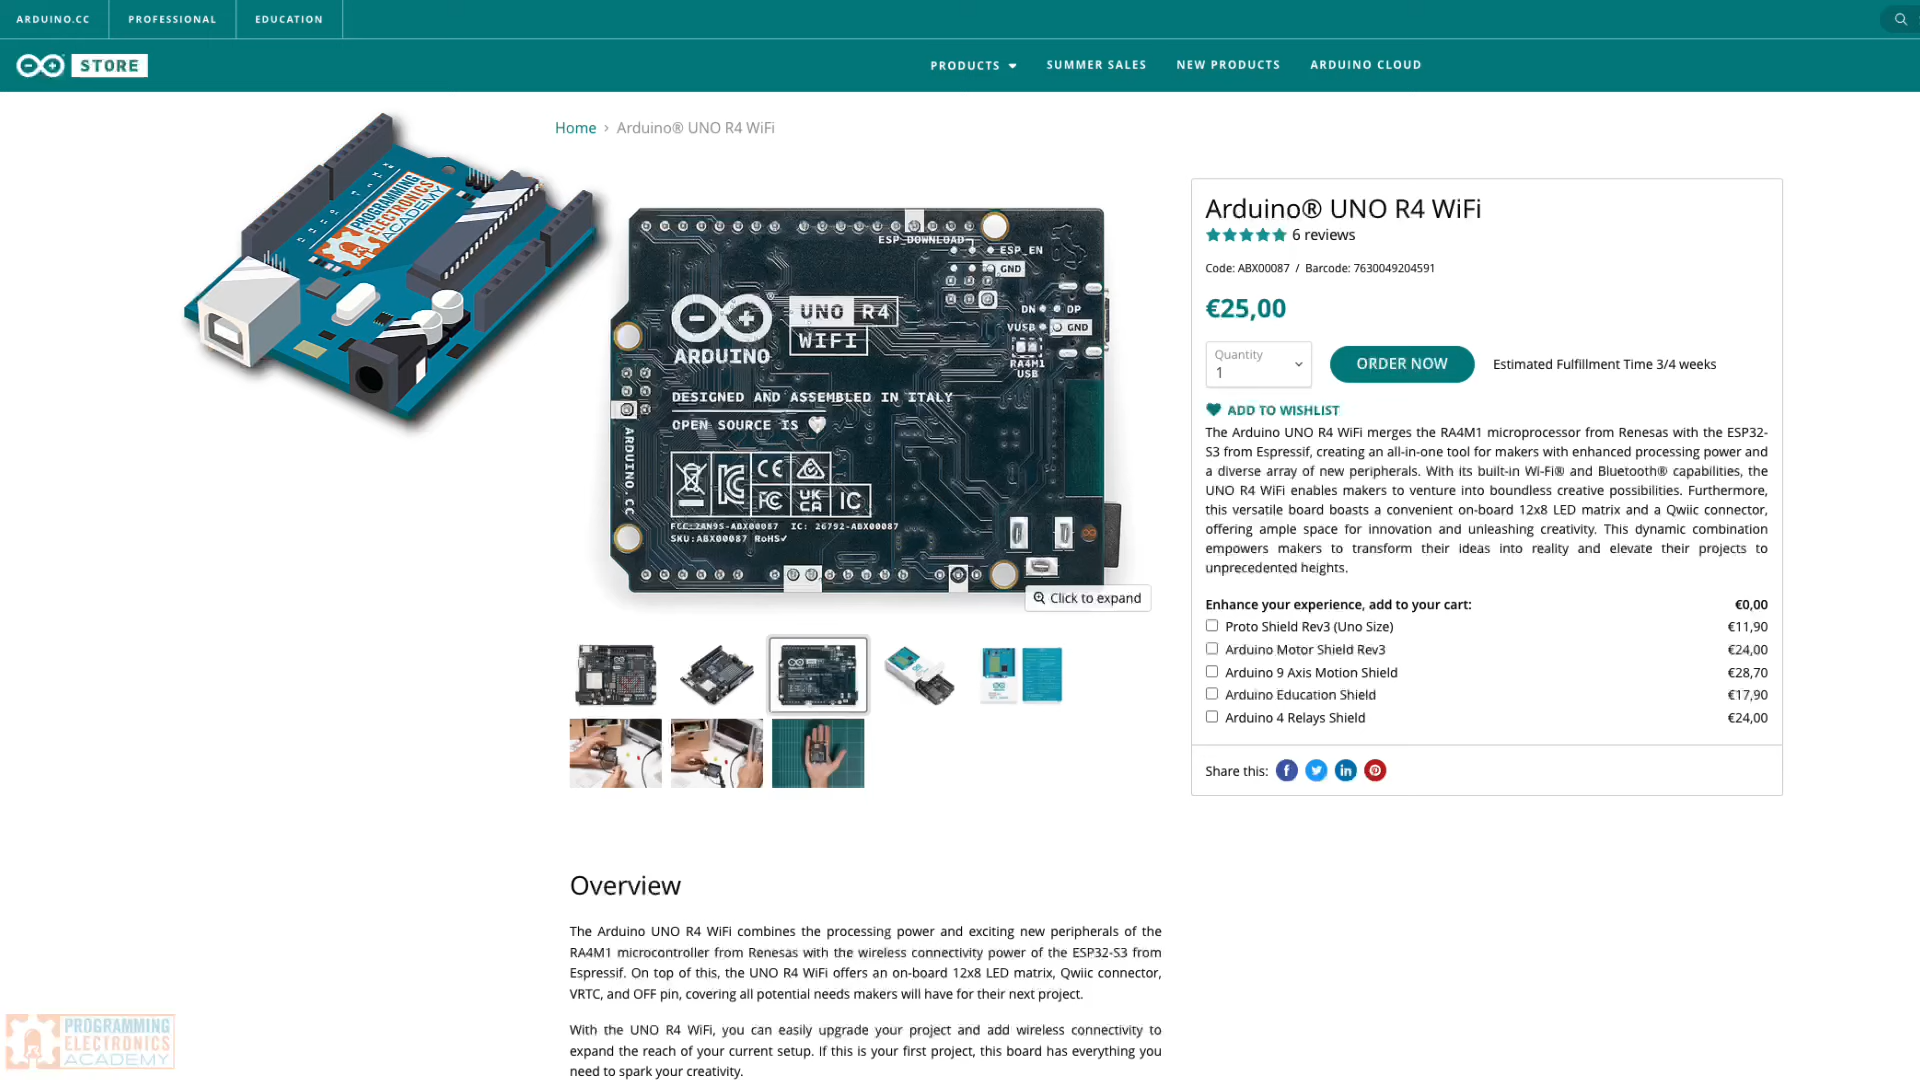 ARDUINO.CC
PROFESSIONAL
EDUCATION
STORE
PRODUCTS
SUMMER SALES
NEW PRODUCTS
ARDUINO CLOUD
Home › Arduino® UNO R4 WiFi
PROGRAMMING
ELECTRONICS
ACADEMY
ESP_DOWNLOAD
ESP_EN
GND
DN
DP
VUSB
GND
RA4M1
USB
UNO R4
WIFI
ARDUINO
DESIGNED AND ASSEMBLED IN ITALY
OPEN SOURCE IS
ARDUINO.CC
CE
FC
UK
CA
IC
FCC:2AN9S-ABX00087 IC: 26792-ABX00087
SKU:ABX00087 RoHS✓
Click to expand
Arduino® UNO R4 WiFi
6 reviews
Code: ABX00087 / Barcode: 7630049204591
€25,00
Quantity
1
ORDER NOW
Estimated Fulfillment Time 3/4 weeks
ADD TO WISHLIST
The Arduino UNO R4 WiFi merges the RA4M1 microprocessor from Renesas with the ESP32-
S3 from Espressif, creating an all-in-one tool for makers with enhanced processing power and
a diverse array of new peripherals. With its built-in Wi-Fi® and Bluetooth® capabilities, the
UNO R4 WiFi enables makers to venture into boundless creative possibilities. Furthermore,
this versatile board boasts a convenient on-board 12x8 LED matrix and a Qwiic connector,
offering ample space for innovation and unleashing creativity. This dynamic combination
empowers makers to transform their ideas into reality and elevate their projects to
unprecedented heights.
Enhance your experience, add to your cart: €0,00
Proto Shield Rev3 (Uno Size) €11,90
Arduino Motor Shield Rev3 €24,00
Arduino 9 Axis Motion Shield €28,70
Arduino Education Shield €17,90
Arduino 4 Relays Shield €24,00
Share this:
Overview
The Arduino UNO R4 WiFi combines the processing power and exciting new peripherals of the
RA4M1 microcontroller from Renesas with the wireless connectivity power of the ESP32-S3 from
Espressif. On top of this, the UNO R4 WiFi offers an on-board 12x8 LED matrix, Qwiic connector,
VRTC, and OFF pin, covering all potential needs makers will have for their next project.
With the UNO R4 WiFi, you can easily upgrade your project and add wireless connectivity to
expand the reach of your current setup. If this is your first project, this board has everything you
need to spark your creativity.
PROGRAMMING
ELECTRONICS
ACADEMY